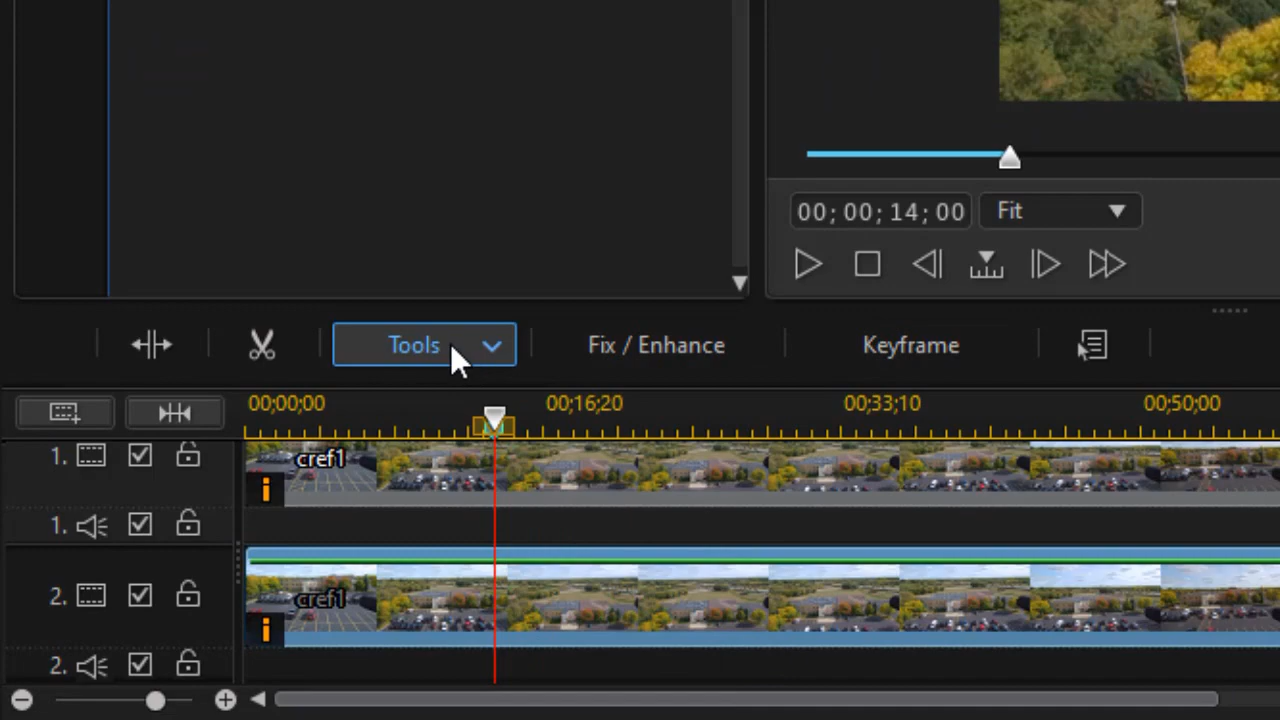 00; 00; 14; 00 Fit
Tools Fix / Enhance Keyframe
00;00;00 00;16;20 00;33;10 00;50;00
1. cref1
i
1.
2. cref1
i
2.